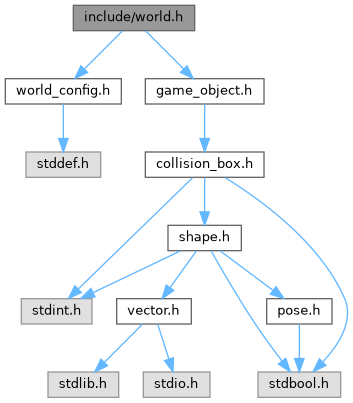 include/world.h
world_config.h
game_object.h
stddef.h
collision_box.h
shape.h
stdint.h
vector.h
pose.h
stdlib.h
stdio.h
stdbool.h